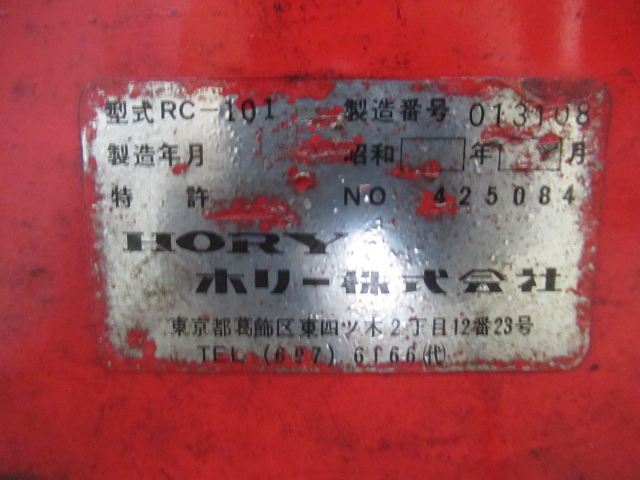 型式RC-101 製造番号 013108
製造年月 昭和 年 月
特許 NO 425084
HORY
ホリー株式会社
東京都葛飾区東四ツ木2丁目12番23号
TEL (697) 6166㈹